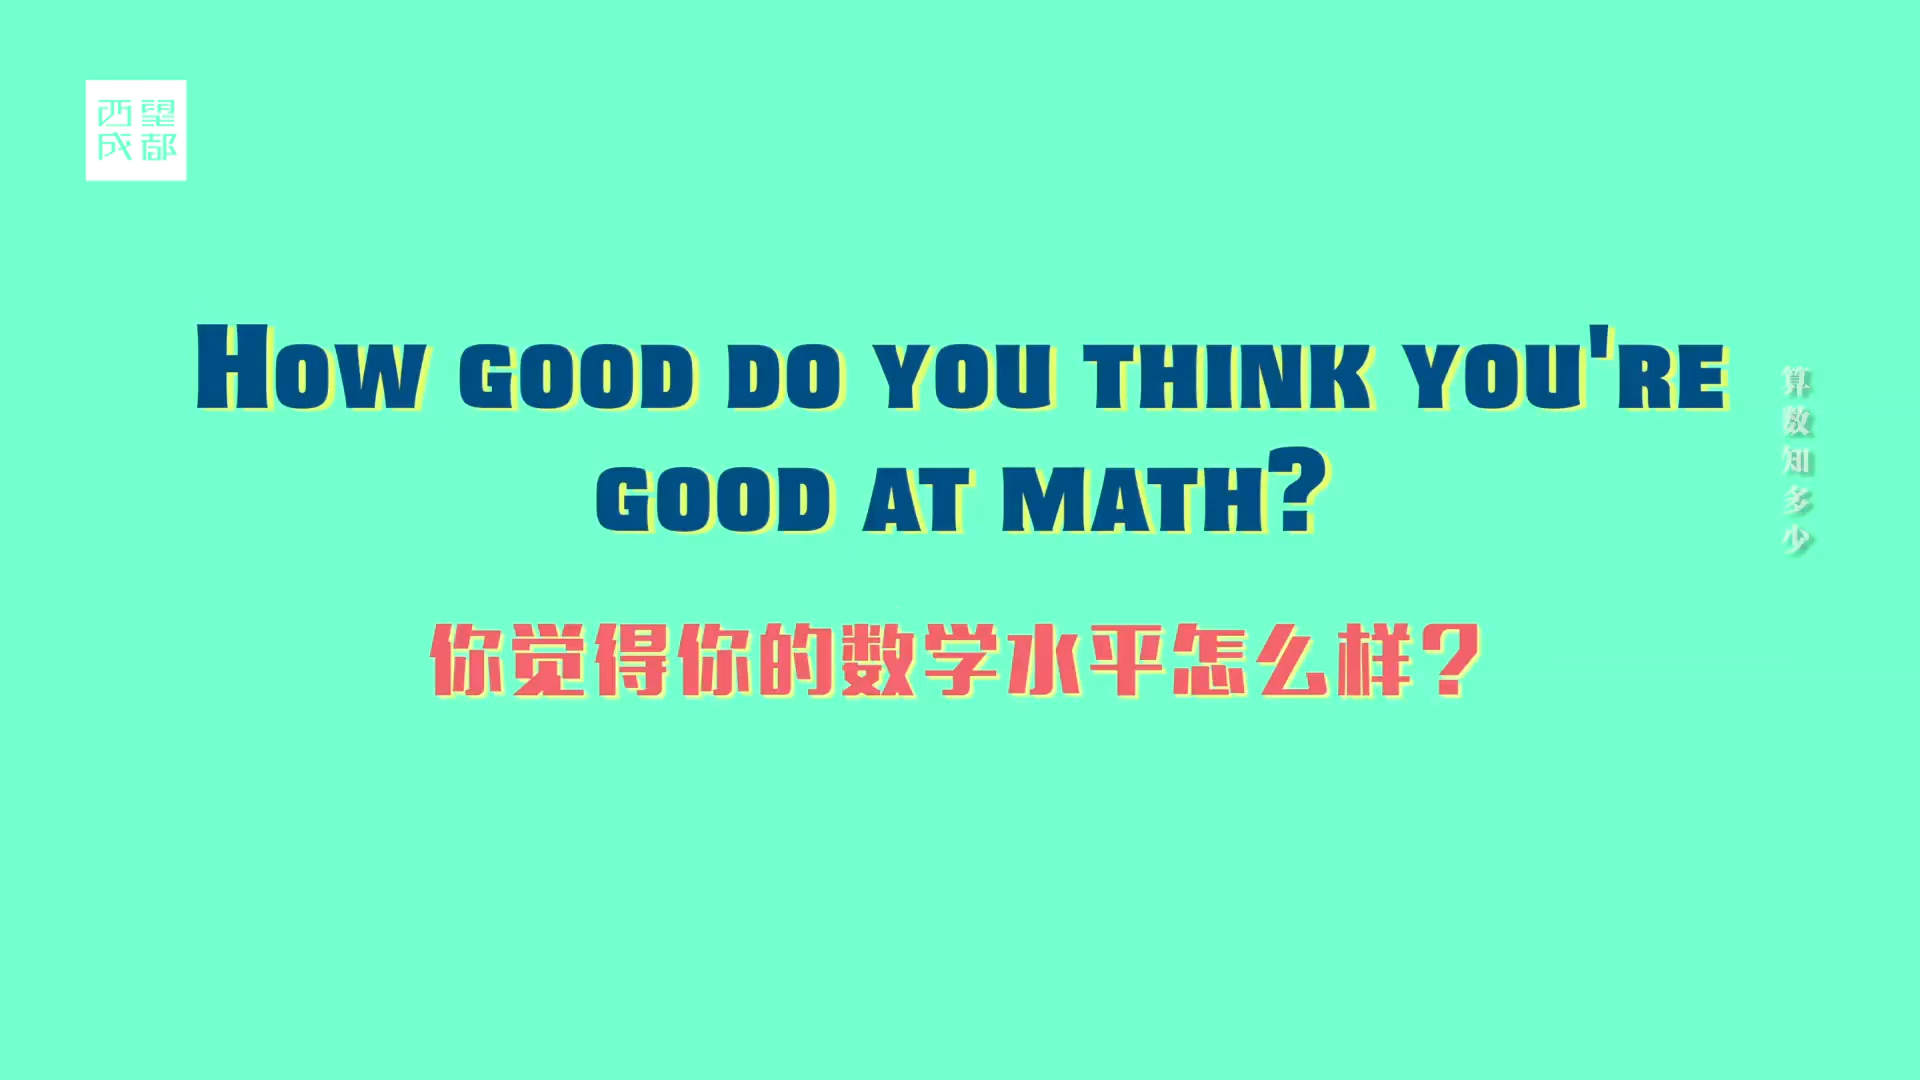 西望
成都
How good do you think you're
good at math?
你觉得你的数学水平怎么样?
算数知多少